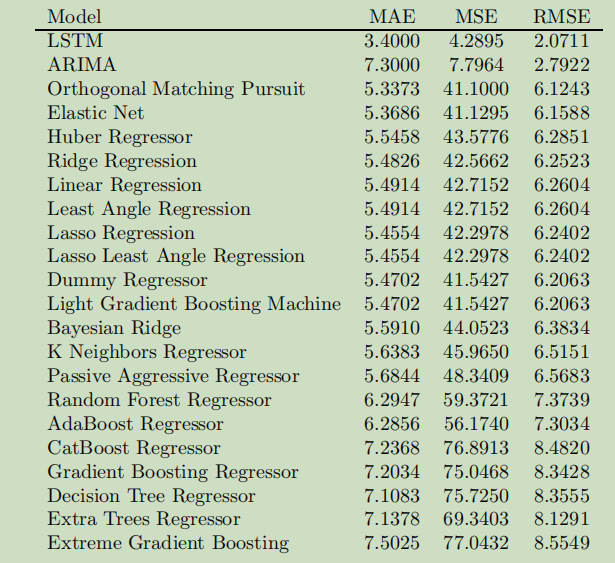 Model MAE MSE RMSE
LSTM 3.4000 4.2895 2.0711
ARIMA 7.3000 7.7964 2.7922
Orthogonal Matching Pursuit 5.3373 41.1000 6.1243
Elastic Net 5.3686 41.1295 6.1588
Huber Regressor 5.5458 43.5776 6.2851
Ridge Regression 5.4826 42.5662 6.2523
Linear Regression 5.4914 42.7152 6.2604
Least Angle Regression 5.4914 42.7152 6.2604
Lasso Regression 5.4554 42.2978 6.2402
Lasso Least Angle Regression 5.4554 42.2978 6.2402
Dummy Regressor 5.4702 41.5427 6.2063
Light Gradient Boosting Machine 5.4702 41.5427 6.2063
Bayesian Ridge 5.5910 44.0523 6.3834
K Neighbors Regressor 5.6383 45.9650 6.5151
Passive Aggressive Regressor 5.6844 48.3409 6.5683
Random Forest Regressor 6.2947 59.3721 7.3739
AdaBoost Regressor 6.2856 56.1740 7.3034
CatBoost Regressor 7.2368 76.8913 8.4820
Gradient Boosting Regressor 7.2034 75.0468 8.3428
Decision Tree Regressor 7.1083 75.7250 8.3555
Extra Trees Regressor 7.1378 69.3403 8.1291
Extreme Gradient Boosting 7.5025 77.0432 8.5549